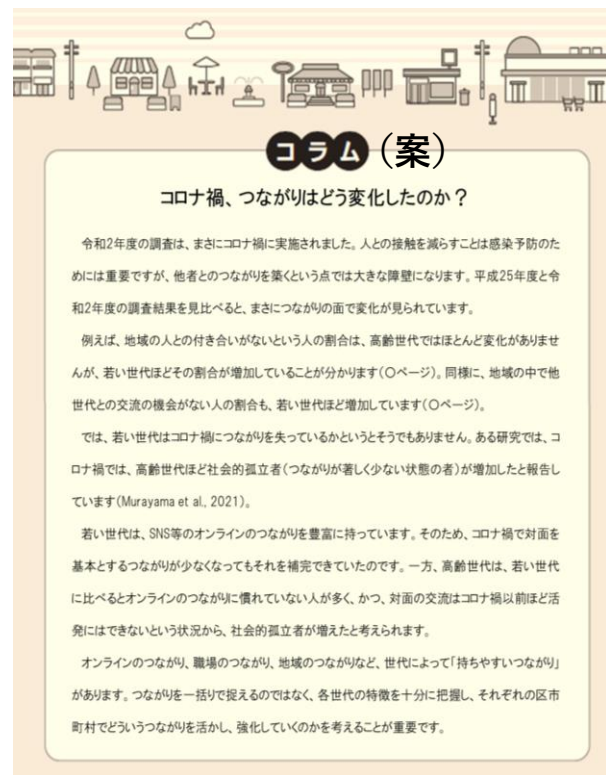 コラム（案）
コロナ禍、つながりはどう変化したのか？
令和2年度の調査は、まさにコロナ禍に実施されました。人との接触を減らすことは感染予防のた
めには重要ですが、他者とのつながりを築くという点では大きな障壁になります。平成25年度と令
和2年度の調査結果を見比べると、まさにつながりの面で変化が見られています。
例えば、地域の人との付き合いがないという人の割合は、高齢世代ではほとんど変化がありませ
んが、若い世代ほどその割合が増加していることが分かります（○ページ）。同様に、地域の中で他
世代との交流の機会がない人の割合も、若い世代ほど増加しています（○ページ）。
では、若い世代はコロナ禍につながりを失っているかというとそうでもありません。ある研究では、コ
ロナ禍では、高齢世代ほど社会的孤立者（つながりが著しく少ない状態の者）が増加したと報告し
ています（Murayama et al., 2021）。
若い世代は、SNS等のオンラインのつながりを豊富に持っています。そのため、コロナ禍で対面を
基本とするつながりが少なくなってもそれを補完できていたのです。一方、高齢世代は、若い世代
に比べるとオンラインのつながりに慣れていない人が多く、かつ、対面の交流はコロナ禍以前ほど活
発にはできないという状況から、社会的孤立者が増えたと考えられます。
オンラインのつながり、職場のつながり、地域のつながりなど、世代によって「持ちやすいつながり」
があります。つながりを一括りで捉えるのではなく、各世代の特徴を十分に把握し、それぞれの区市
町村でどういうつながりを活かし、強化していくのかを考えることが重要です。